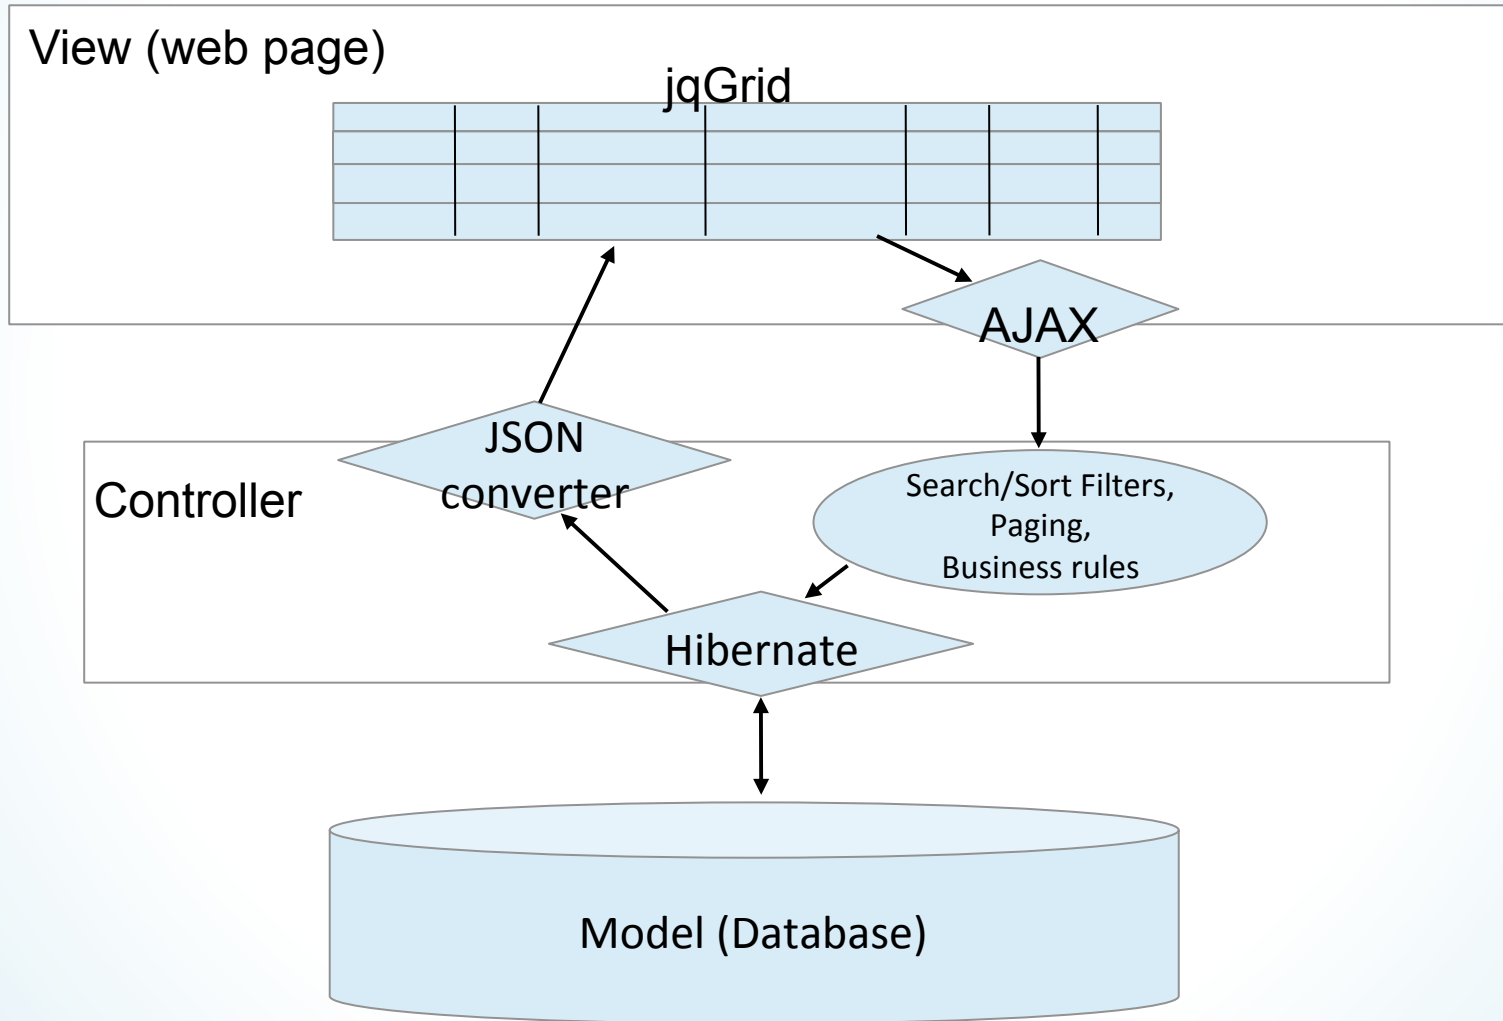 View (web page)
jqGrid
AJAX
JSON
converter
Controller
Search/Sort Filters,
Paging,
Business rules
Hibernate
Model (Database)